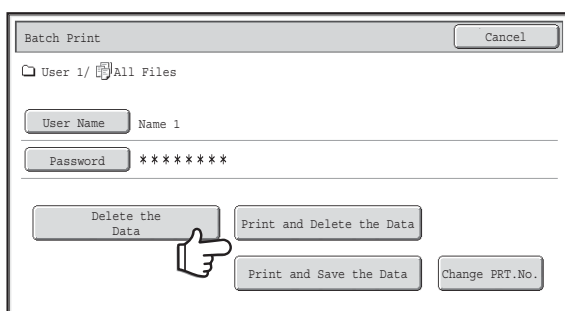 Batch Print Cancel
User 1/ All Files
User Name Name 1
Password ********
Delete the
Data
Print and Delete the Data
Print and Save the Data Change PRT.No.